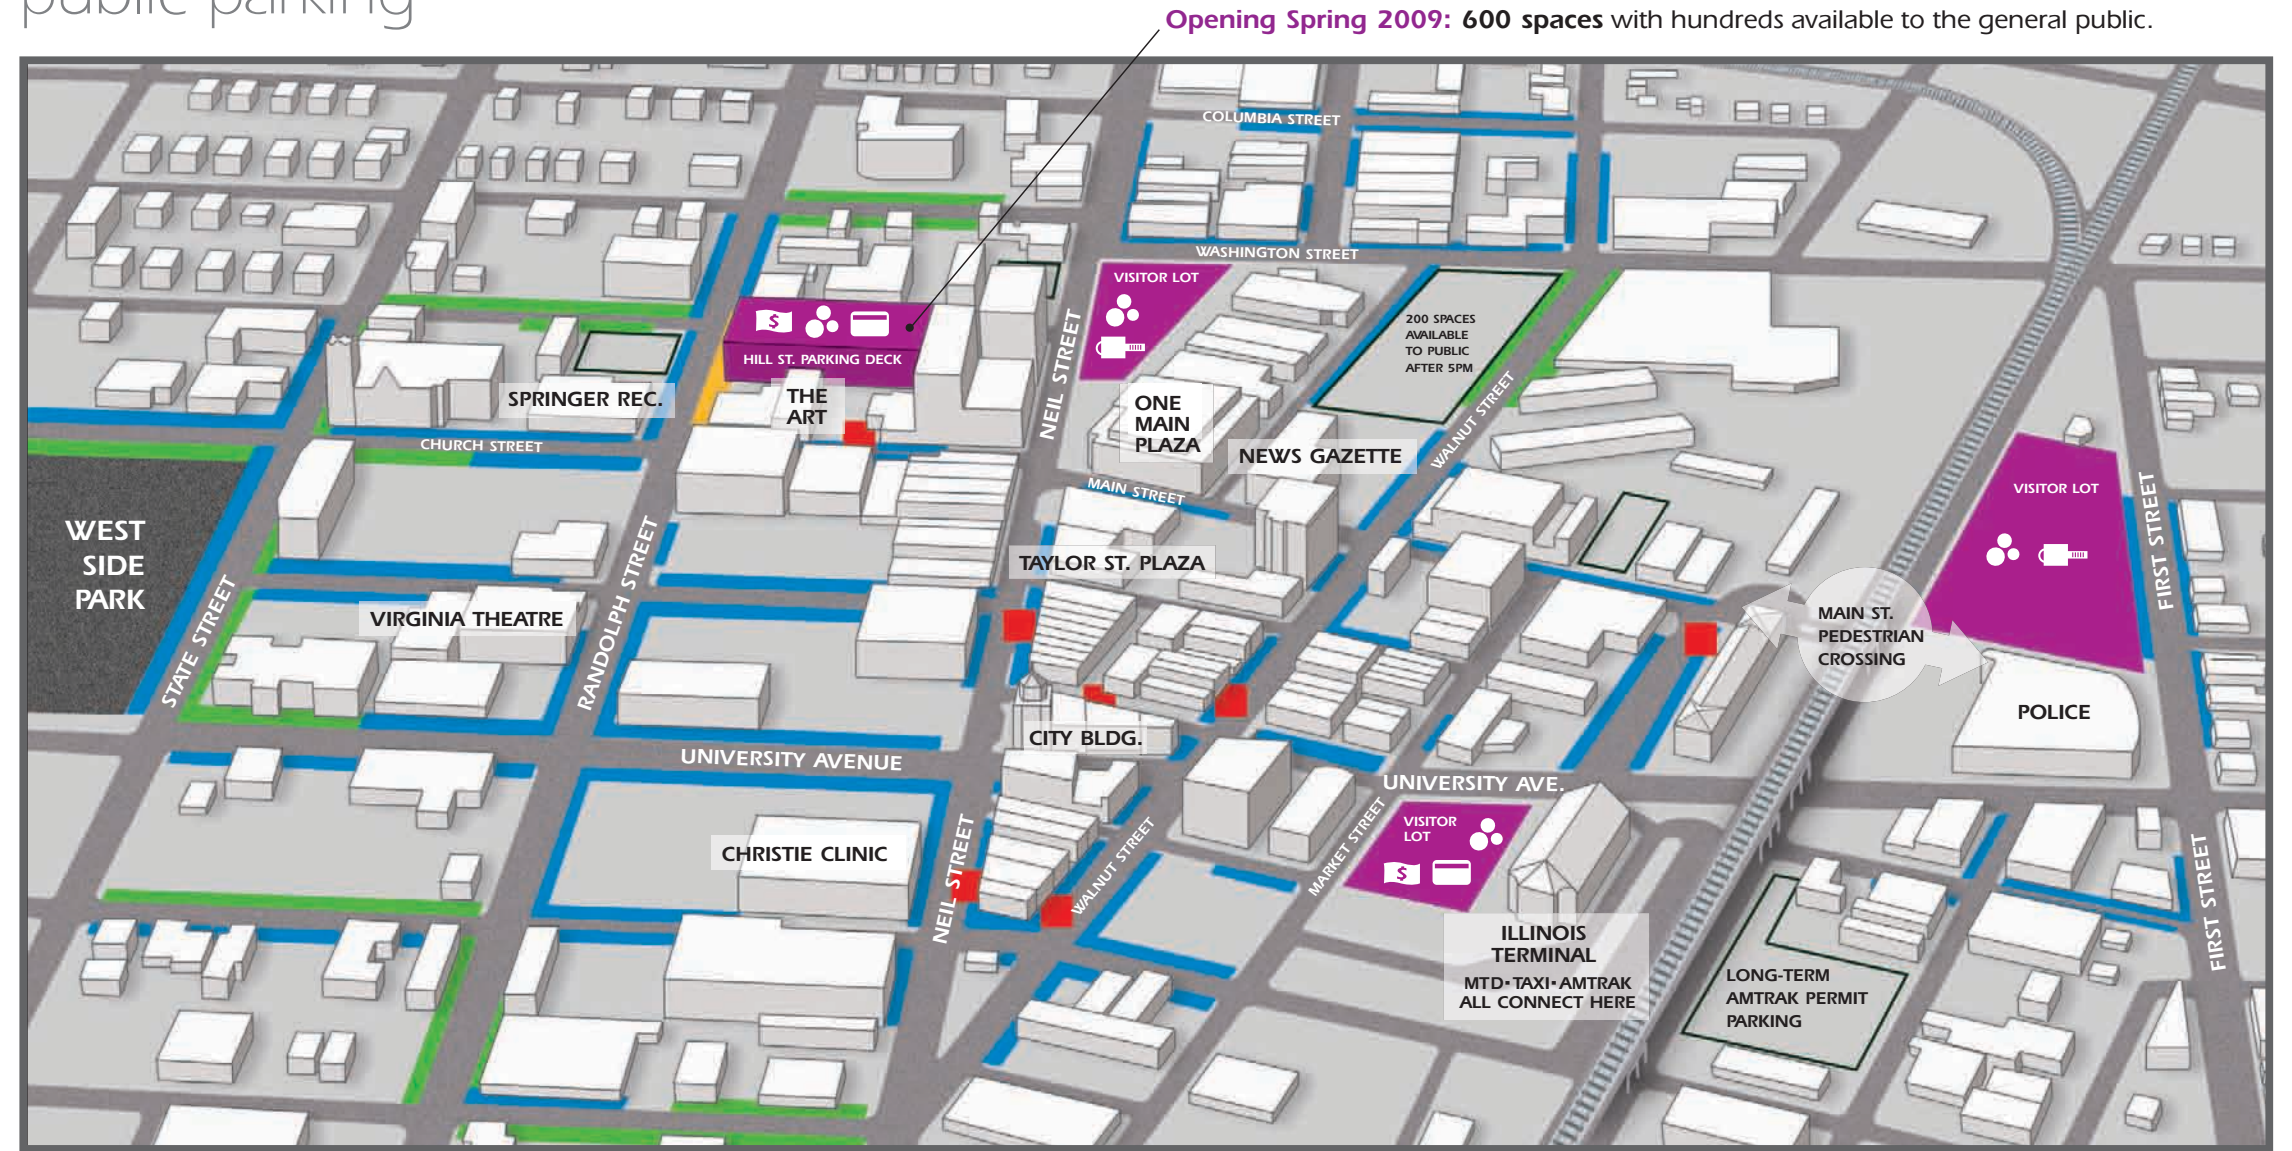 public parking
Opening Spring 2009: 600 spaces with hundreds available to the general public.
COLUMBIA STREET
WASHINGTON STREET
VISITOR LOT
NEIL STREET
$
HILL ST. PARKING DECK
200 SPACES
AVAILABLE
TO PUBLIC
AFTER 5PM
WALNUT STREET
SPRINGER REC.
THE
ART
ONE
MAIN
PLAZA
CHURCH STREET
NEWS GAZETTE
MAIN STREET
VISITOR LOT
FIRST STREET
WEST
SIDE
PARK
STATE STREET
RANDOLPH STREET
TAYLOR ST. PLAZA
VIRGINIA THEATRE
MAIN ST.
PEDESTRIAN
CROSSING
POLICE
CITY BLDG.
UNIVERSITY AVENUE
UNIVERSITY AVE.
MARKET STREET
VISITOR
LOT
$
CHRISTIE CLINIC
NEIL STREET
WALNUT STREET
FIRST STREET
ILLINOIS
TERMINAL
MTD·TAXI·AMTRAK
ALL CONNECT HERE
LONG-TERM
AMTRAK PERMIT
PARKING